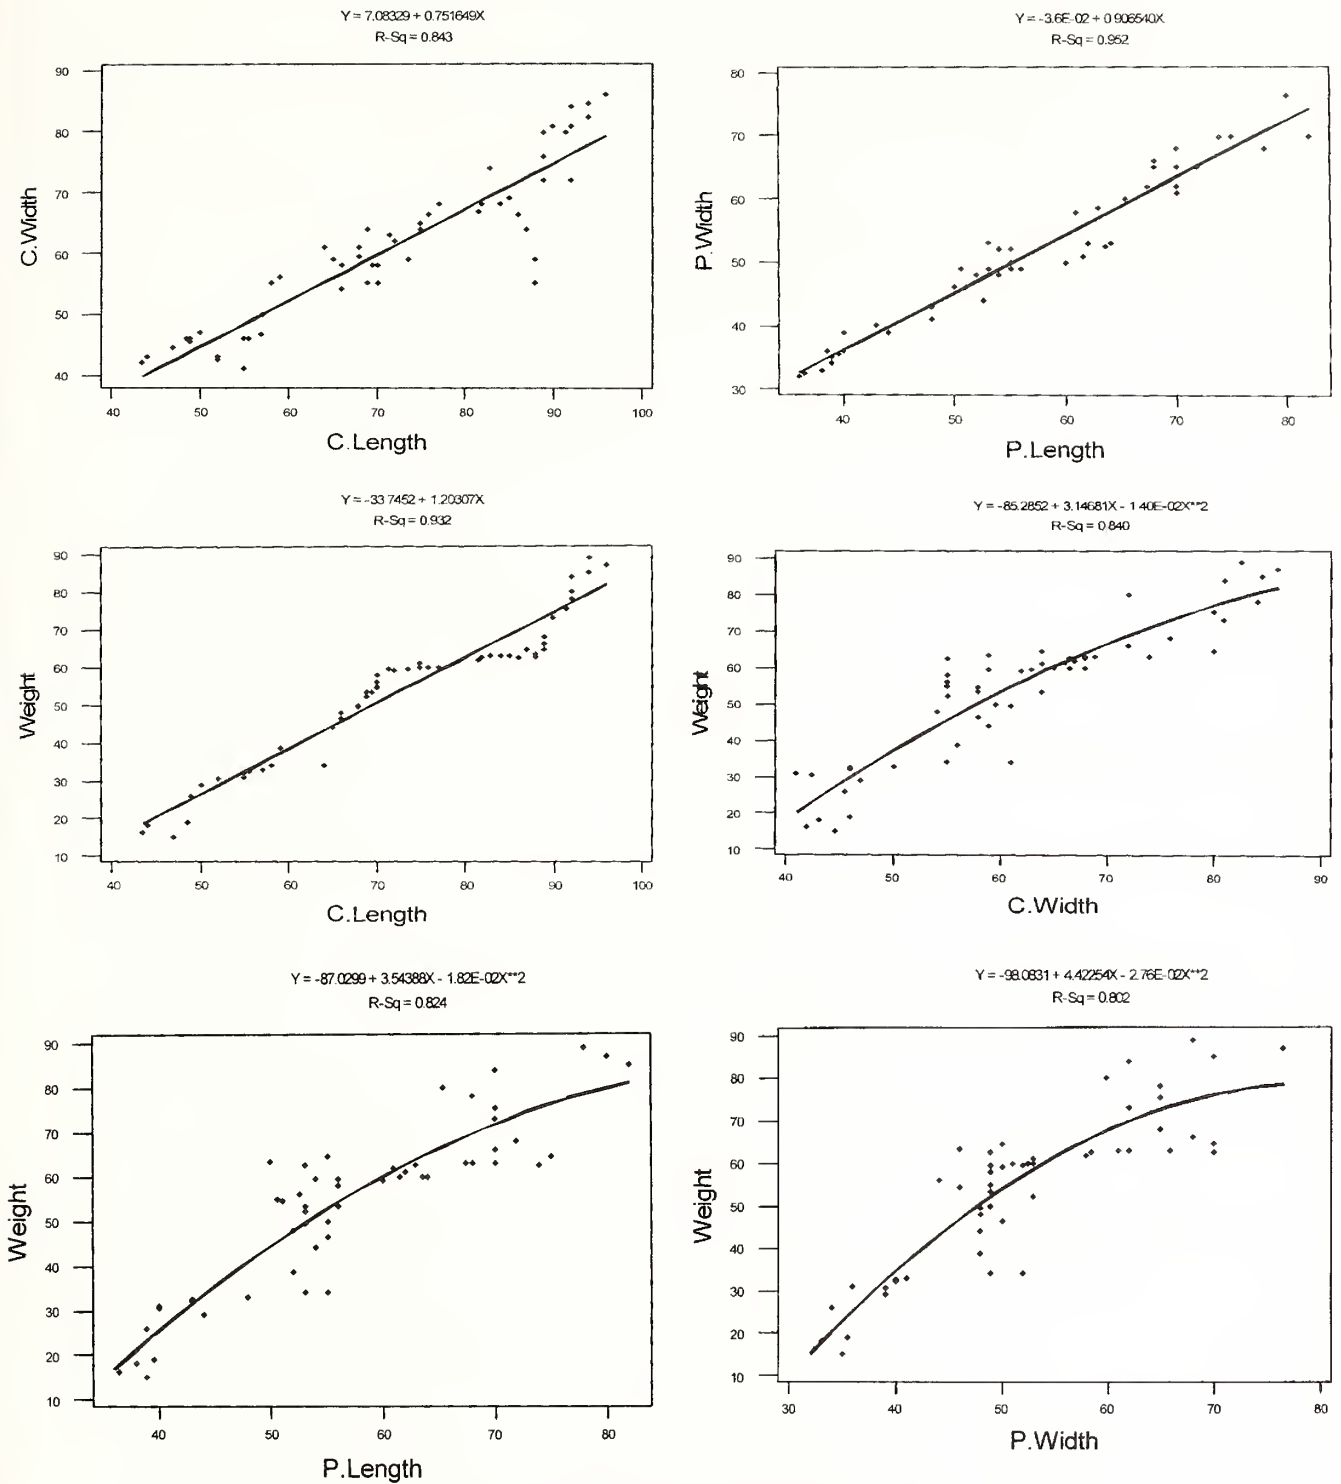 Y = 7.08329 + 0.751649X
R-Sq = 0.843
90
80
70
60
50
40
C.Width
40 50 60 70 80 90 100
C.Length
Y = -3.6E-02 + 0.906540X
R-Sq = 0.952
80
70
60
50
40
30
P.Width
40 50 60 70 80
P.Length
Y = -33.7452 + 1.20307X
R-Sq = 0.932
90
80
70
60
50
40
30
20
10
Weight
40 50 60 70 80 90 100
C.Length
Y = -85.2852 + 3.14681X - 1.40E-02X**2
R-Sq = 0.840
90
80
70
60
50
40
30
20
10
Weight
40 50 60 70 80 90
C.Width
Y = -87.0299 + 3.54388X - 1.82E-02X**2
R-Sq = 0.824
90
80
70
60
50
40
30
20
10
Weight
40 50 60 70 80
P.Length
Y = -98.0831 + 4.42254X - 2.76E-02X**2
R-Sq = 0.802
90
80
70
60
50
40
30
20
10
Weight
30 40 50 60 70 80
P.Width